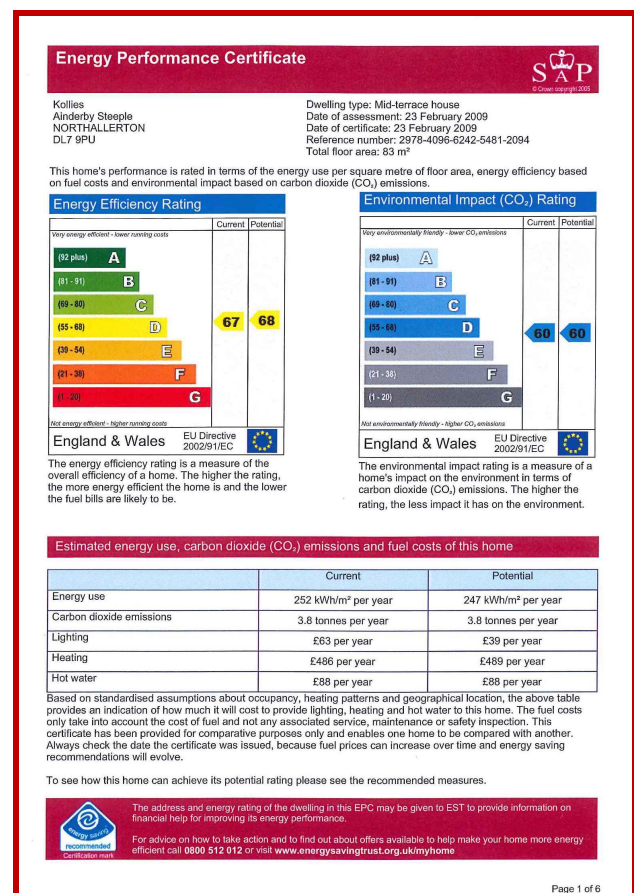 Energy Performance Certificate
SAP
© Crown copyright 2005
Kollies
Ainderby Steeple
NORTHALLERTON
DL7 9PU
Dwelling type: Mid-terrace house
Date of assessment: 23 February 2009
Date of certificate: 23 February 2009
Reference number: 2978-4096-6242-5481-2094
Total floor area: 83 m²
This home's performance is rated in terms of the energy use per square metre of floor area, energy efficiency based
on fuel costs and environmental impact based on carbon dioxide (CO₂) emissions.
Energy Efficiency Rating
Current Potential
Very energy efficient - lower running costs
(92 plus) A
(81 - 91) B
(69 - 80) C
(55 - 68) D
(39 - 54) E
(21 - 38) F
(1 - 20) G
67 68
Not energy efficient - higher running costs
England & Wales
EU Directive
2002/91/EC
The energy efficiency rating is a measure of the
overall efficiency of a home. The higher the rating,
the more energy efficient the home is and the lower
the fuel bills are likely to be.
Environmental Impact (CO₂) Rating
Current Potential
Very environmentally friendly - lower CO₂ emissions
(92 plus) A
(81 - 91) B
(69 - 80) C
(55 - 68) D
(39 - 54) E
(21 - 38) F
(1 - 20) G
60 60
Not environmentally friendly - higher CO₂ emissions
England & Wales
EU Directive
2002/91/EC
The environmental impact rating is a measure of a
home's impact on the environment in terms of
carbon dioxide (CO₂) emissions. The higher the
rating, the less impact it has on the environment.
Estimated energy use, carbon dioxide (CO₂) emissions and fuel costs of this home
Current Potential
Energy use 252 kWh/m² per year 247 kWh/m² per year
Carbon dioxide emissions 3.8 tonnes per year 3.8 tonnes per year
Lighting £63 per year £39 per year
Heating £486 per year £489 per year
Hot water £88 per year £88 per year
Based on standardised assumptions about occupancy, heating patterns and geographical location, the above table
provides an indication of how much it will cost to provide lighting, heating and hot water to this home. The fuel costs
only take into account the cost of fuel and not any associated service, maintenance or safety inspection. This
certificate has been provided for comparative purposes only and enables one home to be compared with another.
Always check the date the certificate was issued, because fuel prices can increase over time and energy saving
recommendations will evolve.
To see how this home can achieve its potential rating please see the recommended measures.
energy saving
recommended
Certification mark
The address and energy rating of the dwelling in this EPC may be given to EST to provide information on
financial help for improving its energy performance.
For advice on how to take action and to find out about offers available to help make your home more energy
efficient call 0800 512 012 or visit www.energysavingtrust.org.uk/myhome
Page 1 of 6